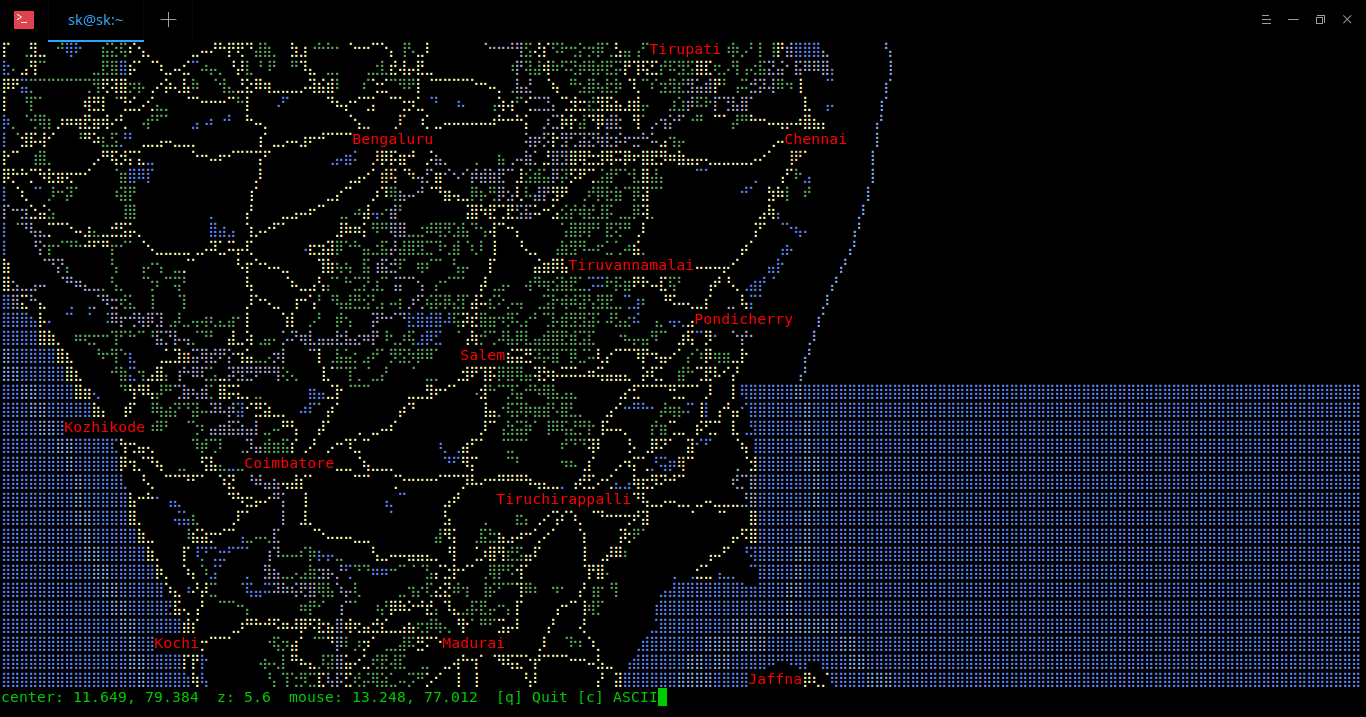 >_ sk@sk:~
Tirupati
Bengaluru Chennai
Tiruvannamalai
Pondicherry
Salem
Kozhikode
Coimbatore
Tiruchirappalli
Kochi Madurai
Jaffna
center: 11.649, 79.384 z: 5.6 mouse: 13.248, 77.012 [q] Quit [c] ASCII